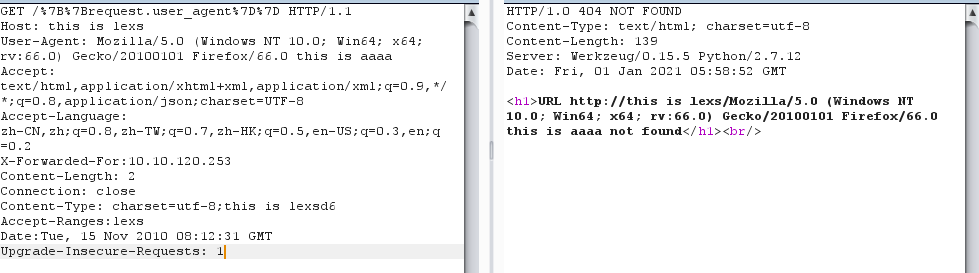 GET /%7B%7Brequest.user_agent%7D%7D HTTP/1.1
Host: this is lexs
User-Agent: Mozilla/5.0 (Windows NT 10.0; Win64; x64;
rv:66.0) Gecko/20100101 Firefox/66.0 this is aaaa
Accept:
text/html,application/xhtml+xml,application/xml;q=0.9,*/
*;q=0.8,application/json;charset=UTF-8
Accept-Language:
zh-CN,zh;q=0.8,zh-TW;q=0.7,zh-HK;q=0.5,en-US;q=0.3,en;q
=0.2
X-Forwarded-For:10.10.120.253
Content-Length: 2
Connection: close
Content-Type: charset=utf-8;this is lexsd6
Accept-Ranges:lexs
Date:Tue, 15 Nov 2010 08:12:31 GMT
Upgrade-Insecure-Requests: 1
HTTP/1.0 404 NOT FOUND
Content-Type: text/html; charset=utf-8
Content-Length: 139
Server: Werkzeug/0.15.5 Python/2.7.12
Date: Fri, 01 Jan 2021 05:58:52 GMT
<h1>URL http://this is lexs/Mozilla/5.0 (Windows NT
10.0; Win64; x64; rv:66.0) Gecko/20100101 Firefox/66.0
this is aaaa not found</h1><br/>